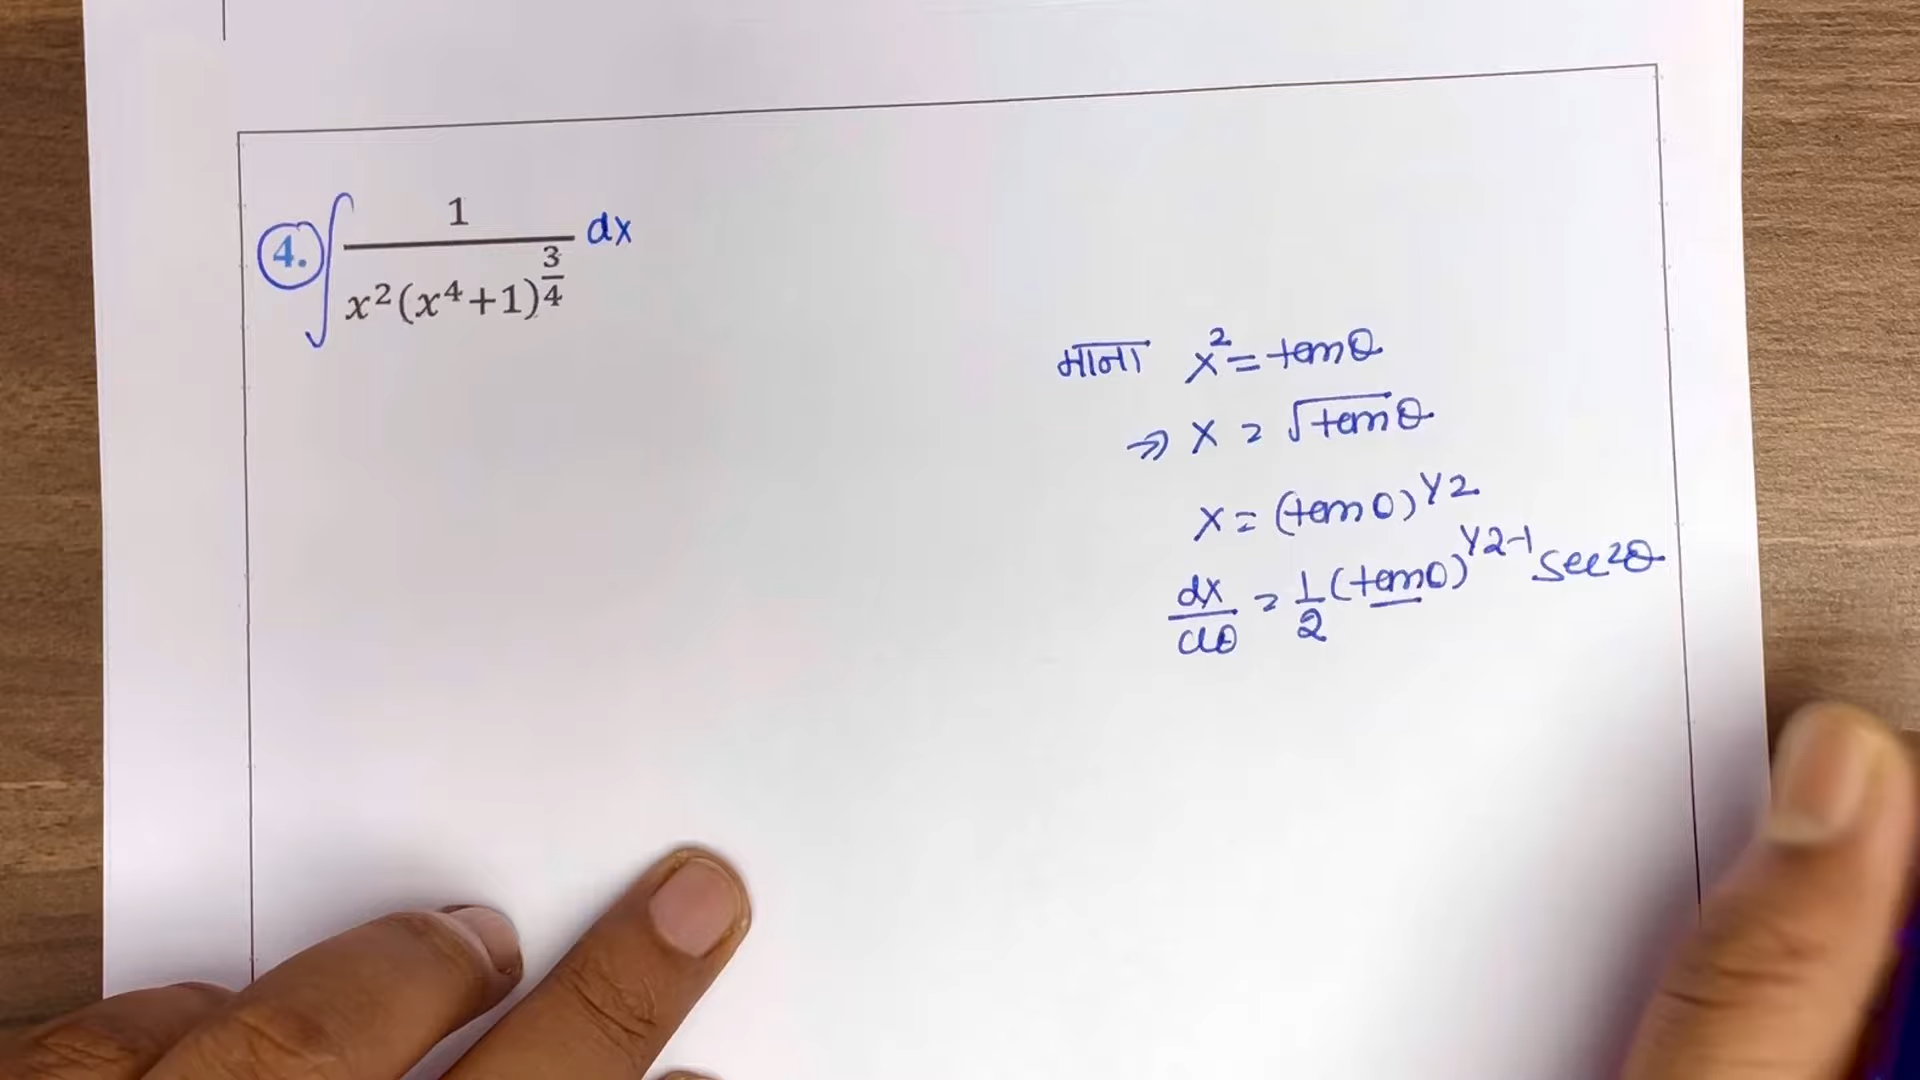 4. ∫ 1 / x²(x⁴+1)^(3/4) dx
माना x² = tanθ
⇒ x = √tanθ
x = (tanθ)^1/2
dx/dθ = 1/2 (tanθ)^1/2-1 sec²θ